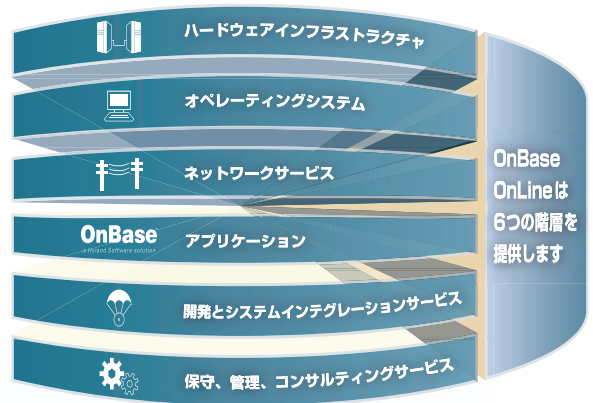 ハードウェアインフラストラクチャ
オペレーティングシステム
ネットワークサービス
OnBase
a Hyland Software solution
アプリケーション
開発とシステムインテグレーションサービス
保守、管理、コンサルティングサービス
OnBase
OnLineは
6つの階層を
提供します